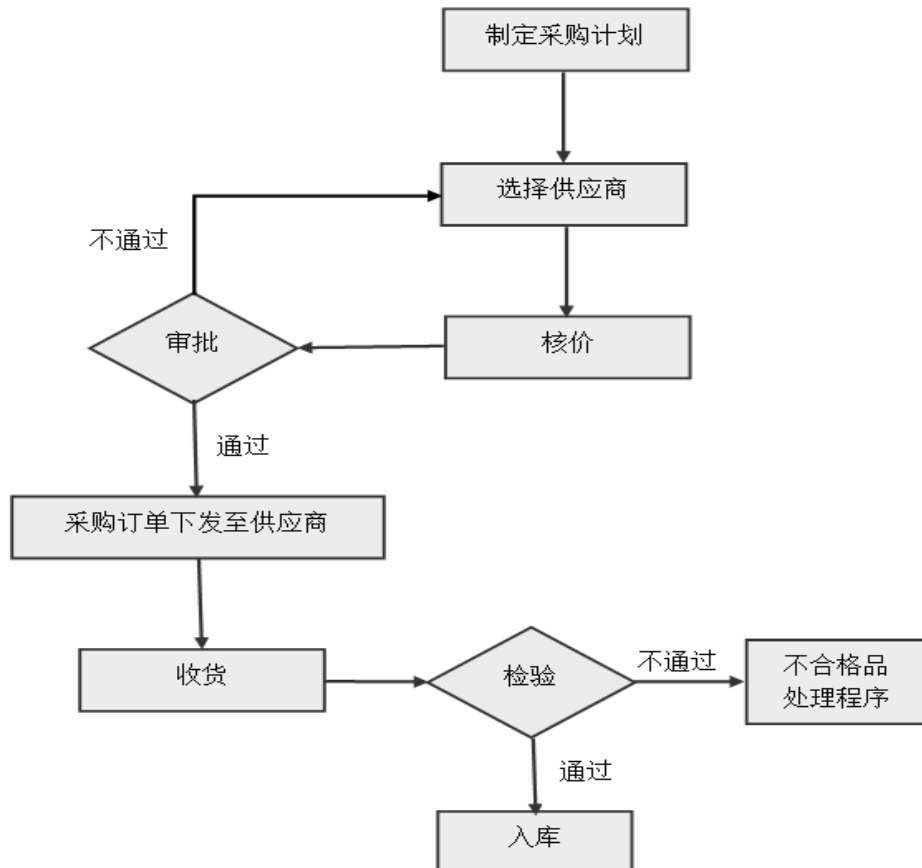 制定采购计划
选择供应商
不通过
审批
核价
通过
采购订单下发至供应商
收货
检验
不通过
不合格品
处理程序
通过
入库